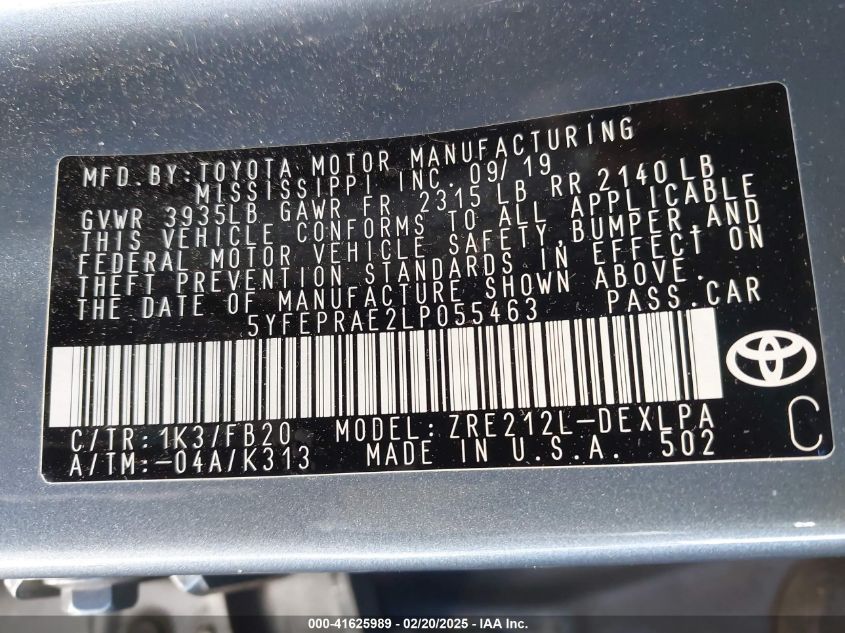 MFD. BY: TOYOTA MOTOR MANUFACTURING
MISSISSIPPI INC. 09/19
GVWR 3935LB GAWR FR 2315 LB RR 2140 LB
THIS VEHICLE CONFORMS TO ALL APPLICABLE
FEDERAL MOTOR VEHICLE SAFETY, BUMPER, AND
THEFT PREVENTION STANDARDS IN EFFECT ON
THE DATE OF MANUFACTURE SHOWN ABOVE.
5YFEPRAE2LP055463 PASS. CAR
C/TR: 1K3/FB20 MODEL: ZRE212L-DEXLPA
A/TM:-04A/K313 MADE IN U.S.A. 502
C
000-41625989 - 02/20/2025 - IAA Inc.